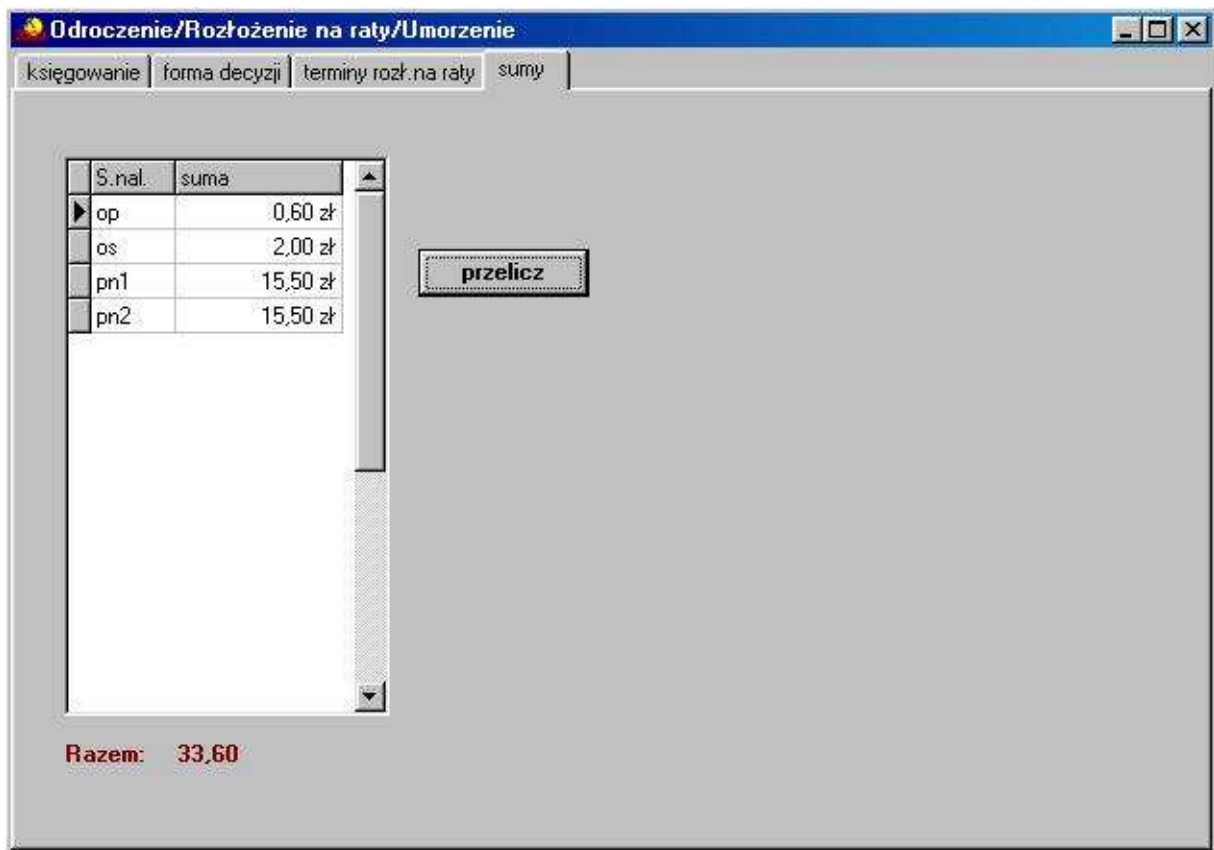 Odroczenie/Rozłożenie na raty/Umorzenie
księgowanie forma decyzji terminy rozł.na raty sumy
S.nal. suma
op 0,60 zł
os 2,00 zł
pn1 15,50 zł
pn2 15,50 zł
przelicz
Razem: 33,60